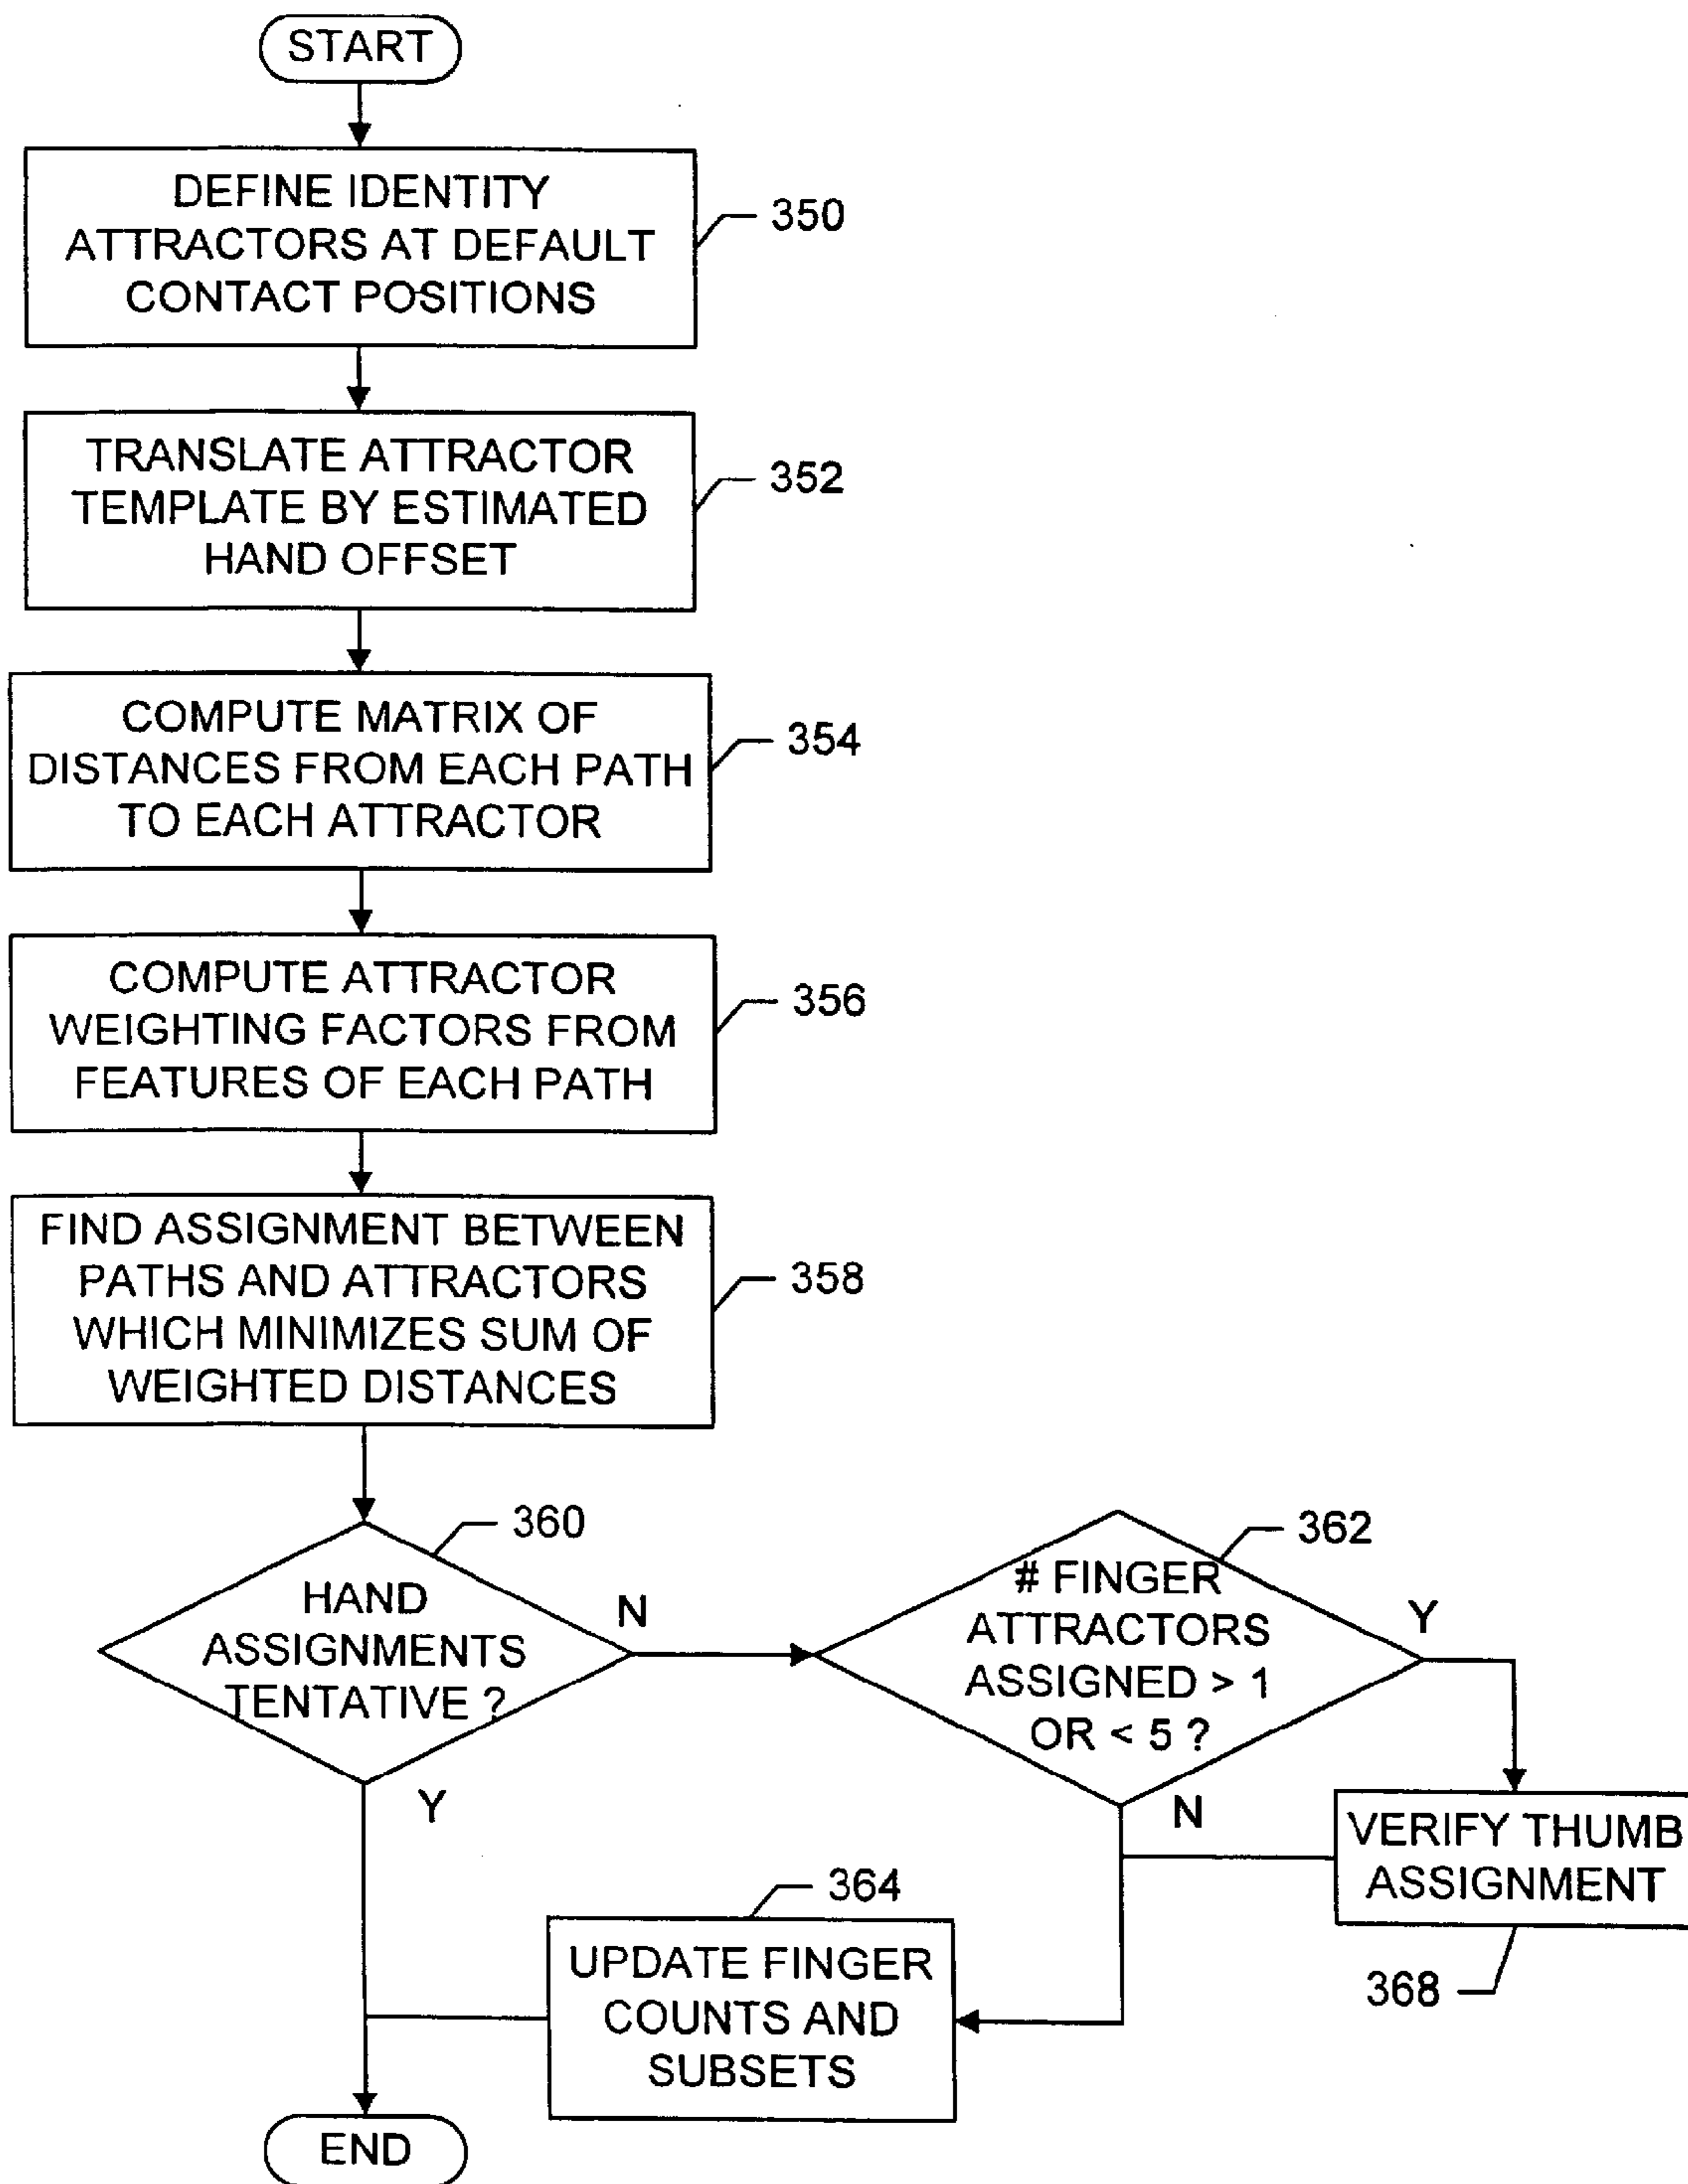 START
DEFINE IDENTITY
ATTRACTORS AT DEFAULT
CONTACT POSITIONS
350
TRANSLATE ATTRACTOR
TEMPLATE BY ESTIMATED
HAND OFFSET
352
COMPUTE MATRIX OF
DISTANCES FROM EACH PATH
TO EACH ATTRACTOR
354
COMPUTE ATTRACTOR
WEIGHTING FACTORS FROM
FEATURES OF EACH PATH
356
FIND ASSIGNMENT BETWEEN
PATHS AND ATTRACTORS
WHICH MINIMIZES SUM OF
WEIGHTED DISTANCES
358
360
HAND
ASSIGNMENTS
TENTATIVE ?
N
Y
362
# FINGER
ATTRACTORS
ASSIGNED > 1
OR < 5 ?
Y
N
VERIFY THUMB
ASSIGNMENT
368
364
UPDATE FINGER
COUNTS AND
SUBSETS
END